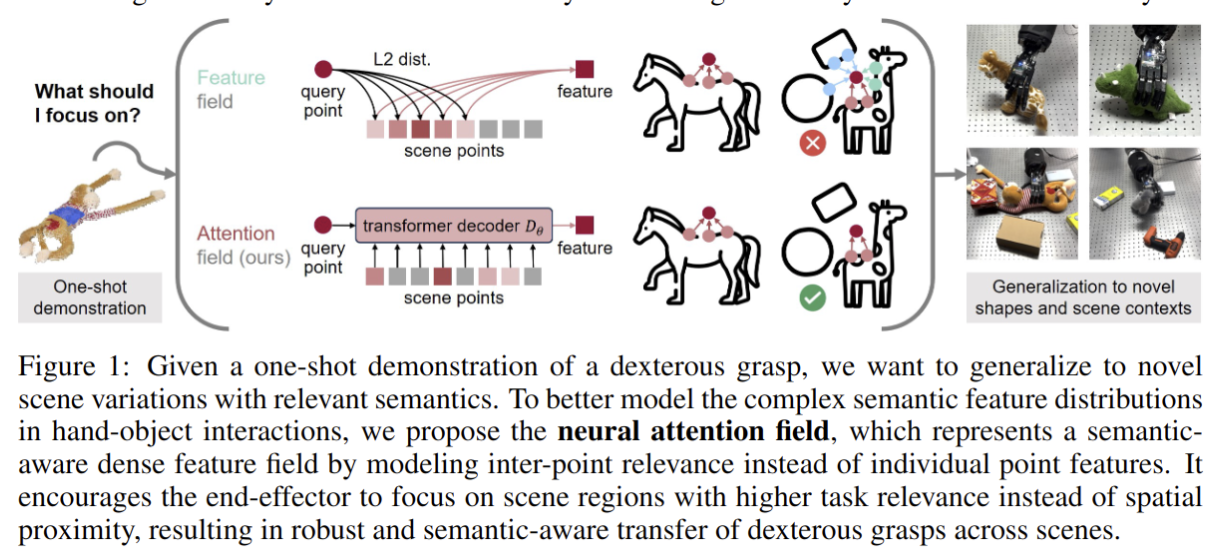 What should
I focus on?
One-shot
demonstration
Feature
field
L2 dist.
query
point
feature
scene points
Attention
field (ours)
query
point
transformer decoder Dθ
feature
scene points
Generalization to novel
shapes and scene contexts
Figure 1: Given a one-shot demonstration of a dexterous grasp, we want to generalize to novel
scene variations with relevant semantics. To better model the complex semantic feature distributions
in hand-object interactions, we propose the neural attention field, which represents a semantic-
aware dense feature field by modeling inter-point relevance instead of individual point features. It
encourages the end-effector to focus on scene regions with higher task relevance instead of spatial
proximity, resulting in robust and semantic-aware transfer of dexterous grasps across scenes.